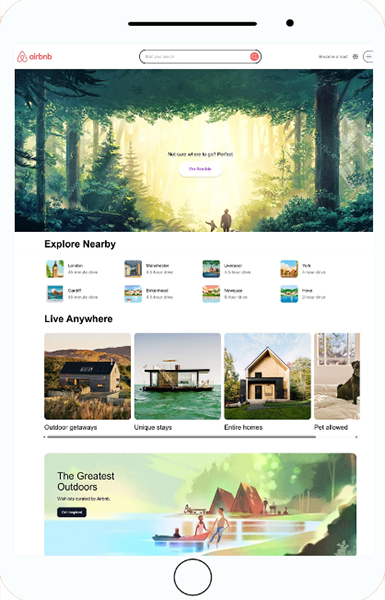 airbnb
Start your search
Become a host
Not sure where to go? Perfect.
I'm flexible
Explore Nearby
London
45-minute drive
Manchester
4.5-hour drive
Liverpool
4.5-hour drive
York
4-hour drive
Cardiff
45-minute drive
Birkenhead
4.5-hour drive
Newquay
6-hour drive
Hove
2-hour drive
Live Anywhere
Outdoor getaways
Unique stays
Entire homes
Pet allowed
The Greatest
Outdoors
Wishlists curated by Airbnb.
Get Inspired